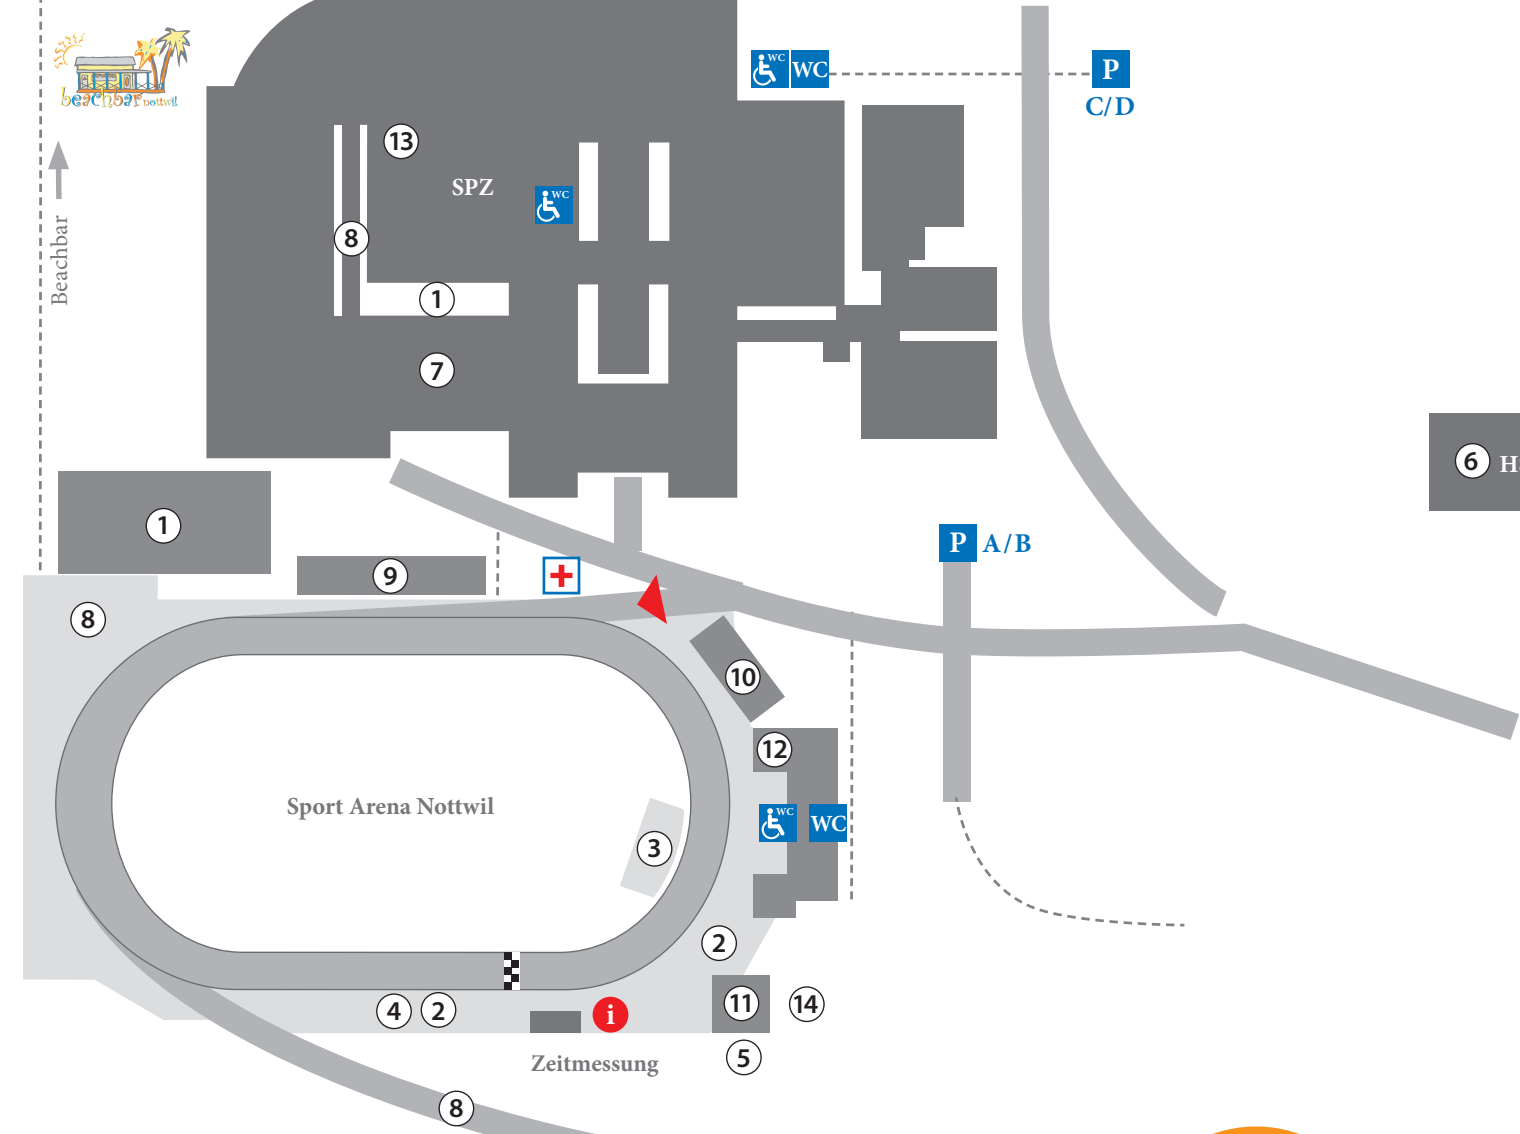 beachbar nottwil
WC
WC
P
C/D
13
SPZ
WC
8
1
Beachbar
7
6
H
1
P
A/B
9
8
10
12
WC
WC
Sport Arena Nottwil
3
2
4
2
i
11
14
Zeitmessung
5
8